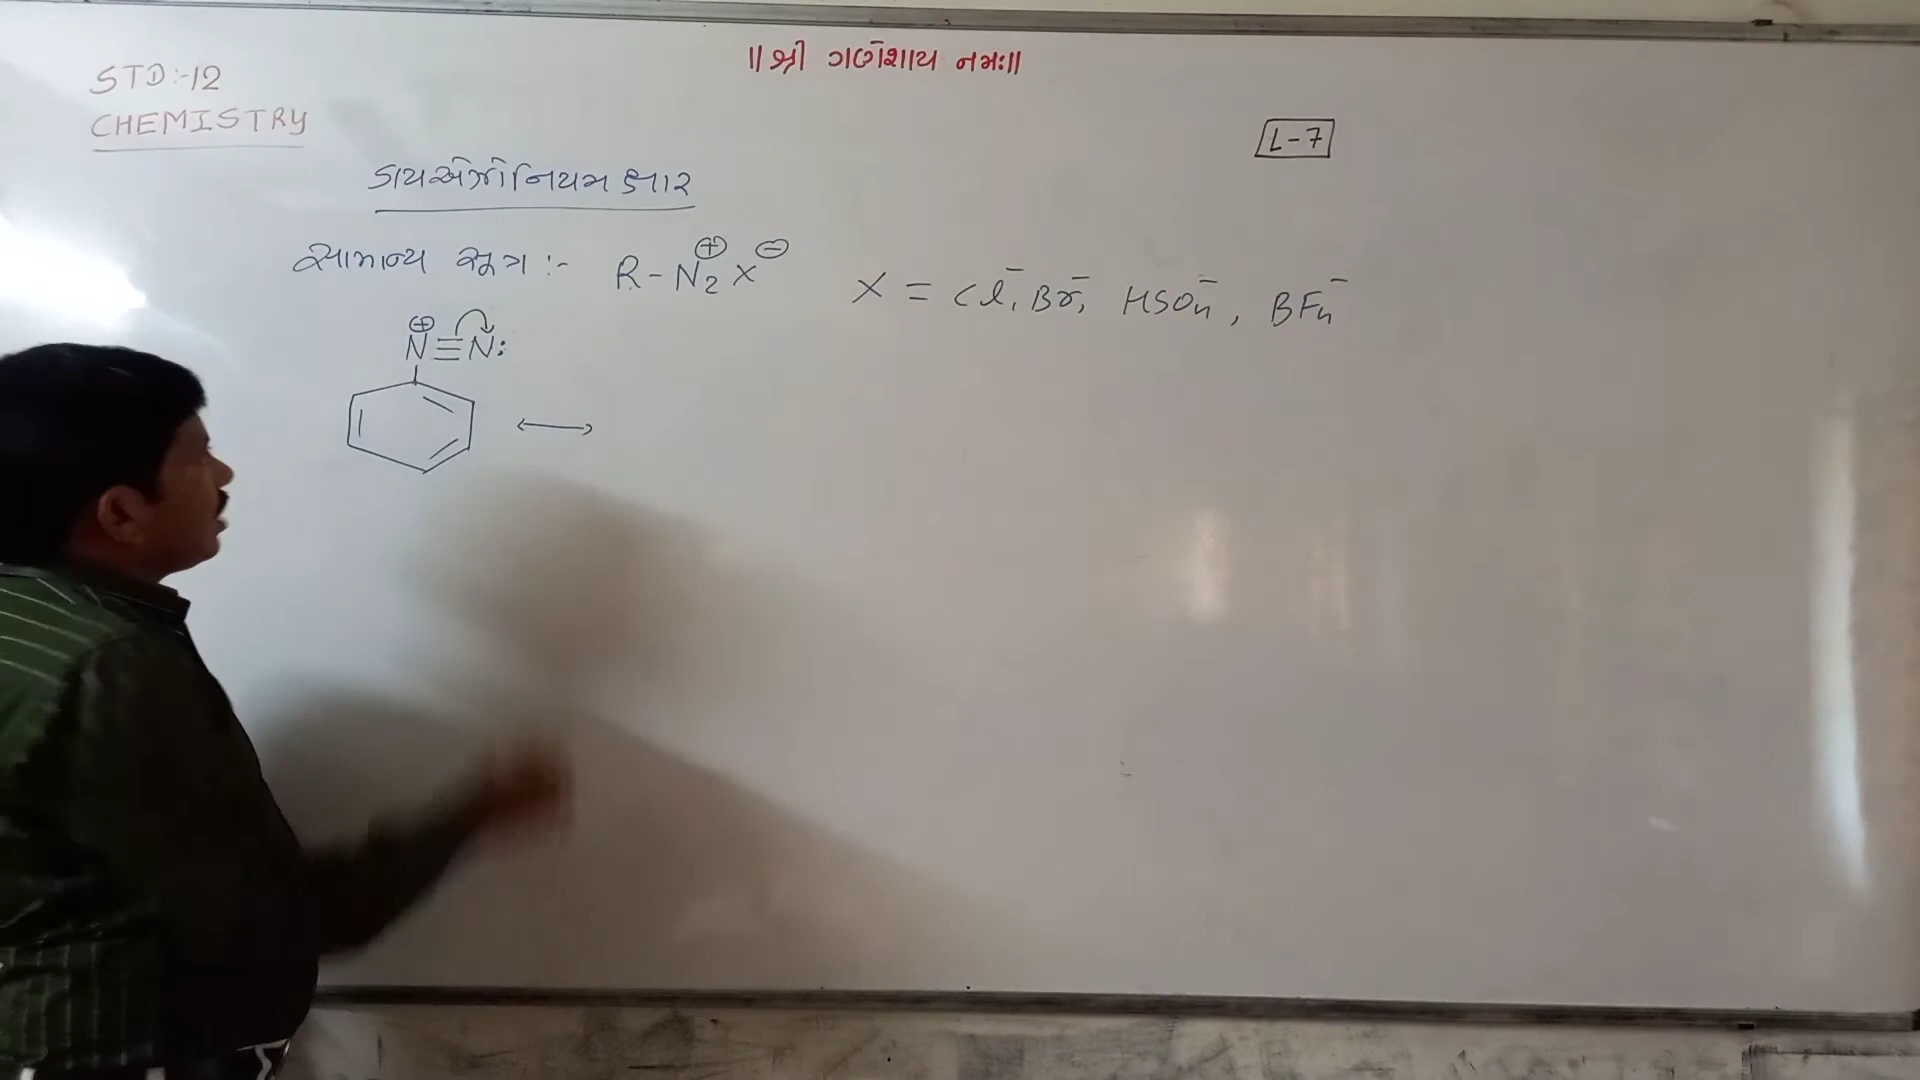 ॥ શ્રી ગણેશાય નમઃ॥
STD:-12
CHEMISTRY
L-7
ડાયએઝોનિયમ ક્ષાર
સામાન્ય સૂત્ર :- R-N₂⊕ X⊖ X = Cl⁻, Br⁻, HSO₄⁻, BF₄⁻
⊕
N≡N: